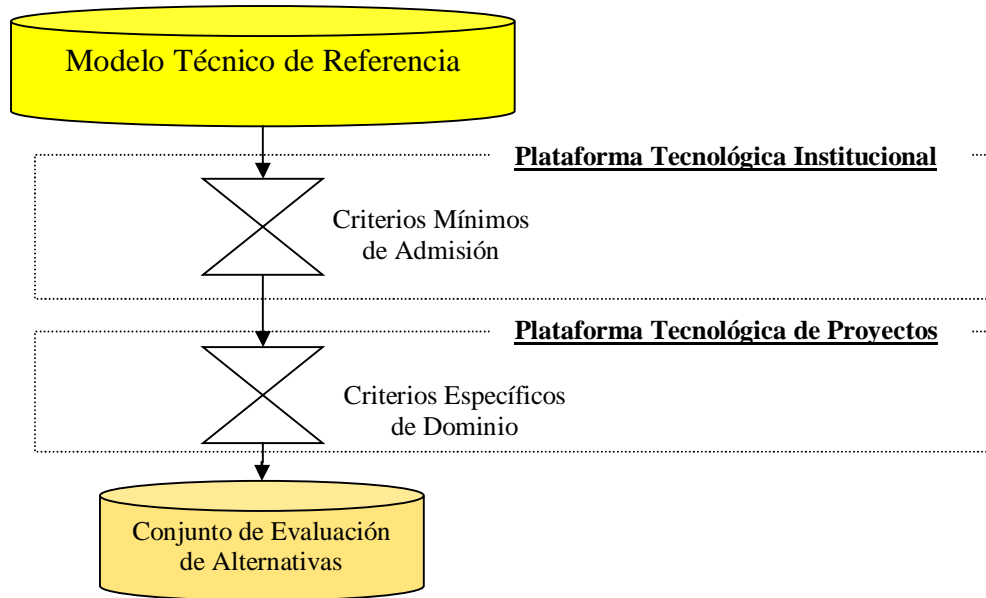 Modelo Técnico de Referencia
Plataforma Tecnológica Institucional
Criterios Mínimos
de Admisión
Plataforma Tecnológica de Proyectos
Criterios Específicos
de Dominio
Conjunto de Evaluación
de Alternativas